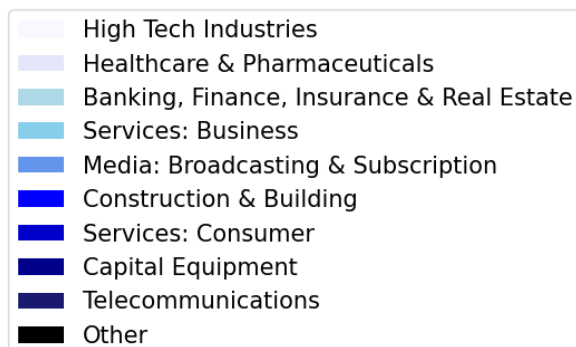 High Tech Industries
Healthcare & Pharmaceuticals
Banking, Finance, Insurance & Real Estate
Services: Business
Media: Broadcasting & Subscription
Construction & Building
Services: Consumer
Capital Equipment
Telecommunications
Other